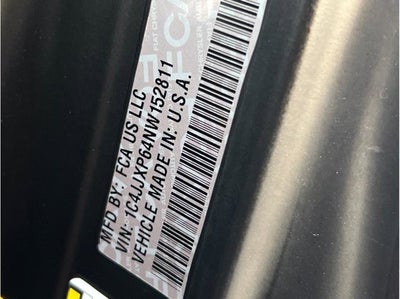 MFD BY: FCA US LLC
VIN: 1C4JJXP64NW152811
VEHICLE MADE IN: U.S.A.